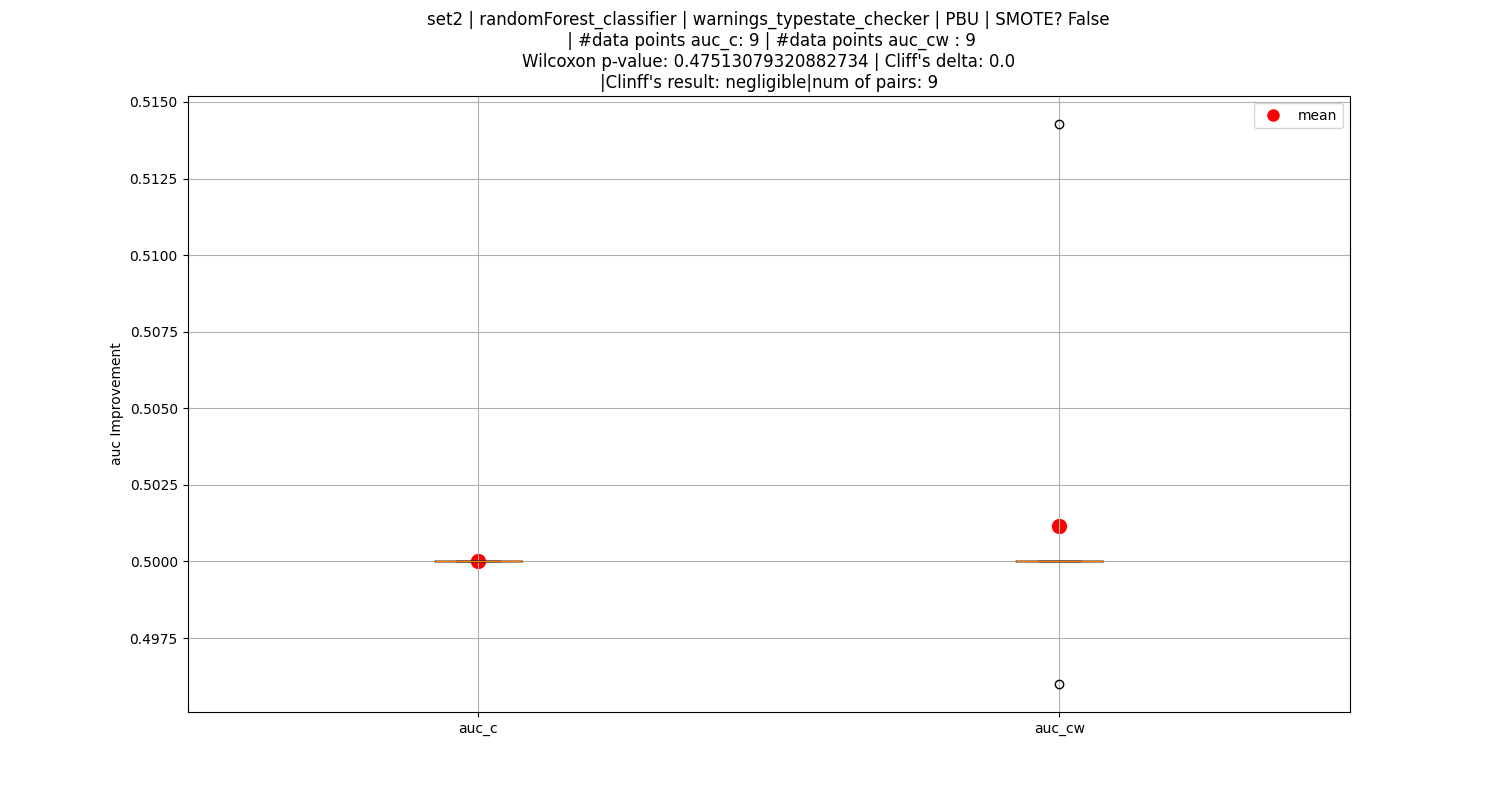 set2 | randomForest_classifier | warnings_typestate_checker | PBU | SMOTE? False
| #data points auc_c: 9 | #data points auc_cw : 9
Wilcoxon p-value: 0.47513079320882734 | Cliff's delta: 0.0
|Clinff's result: negligible|num of pairs: 9
0.5150
mean
0.5125
0.5100
0.5075
0.5050
auc Improvement
0.5025
0.5000
0.4975
auc_c
auc_cw